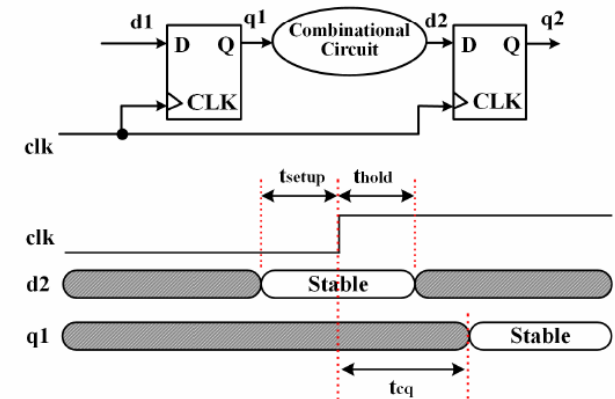 d1 q1 Combinational Circuit d2 q2
D Q D Q
CLK CLK
clk
tsetup thold
clk
d2 Stable
q1 Stable
tcq